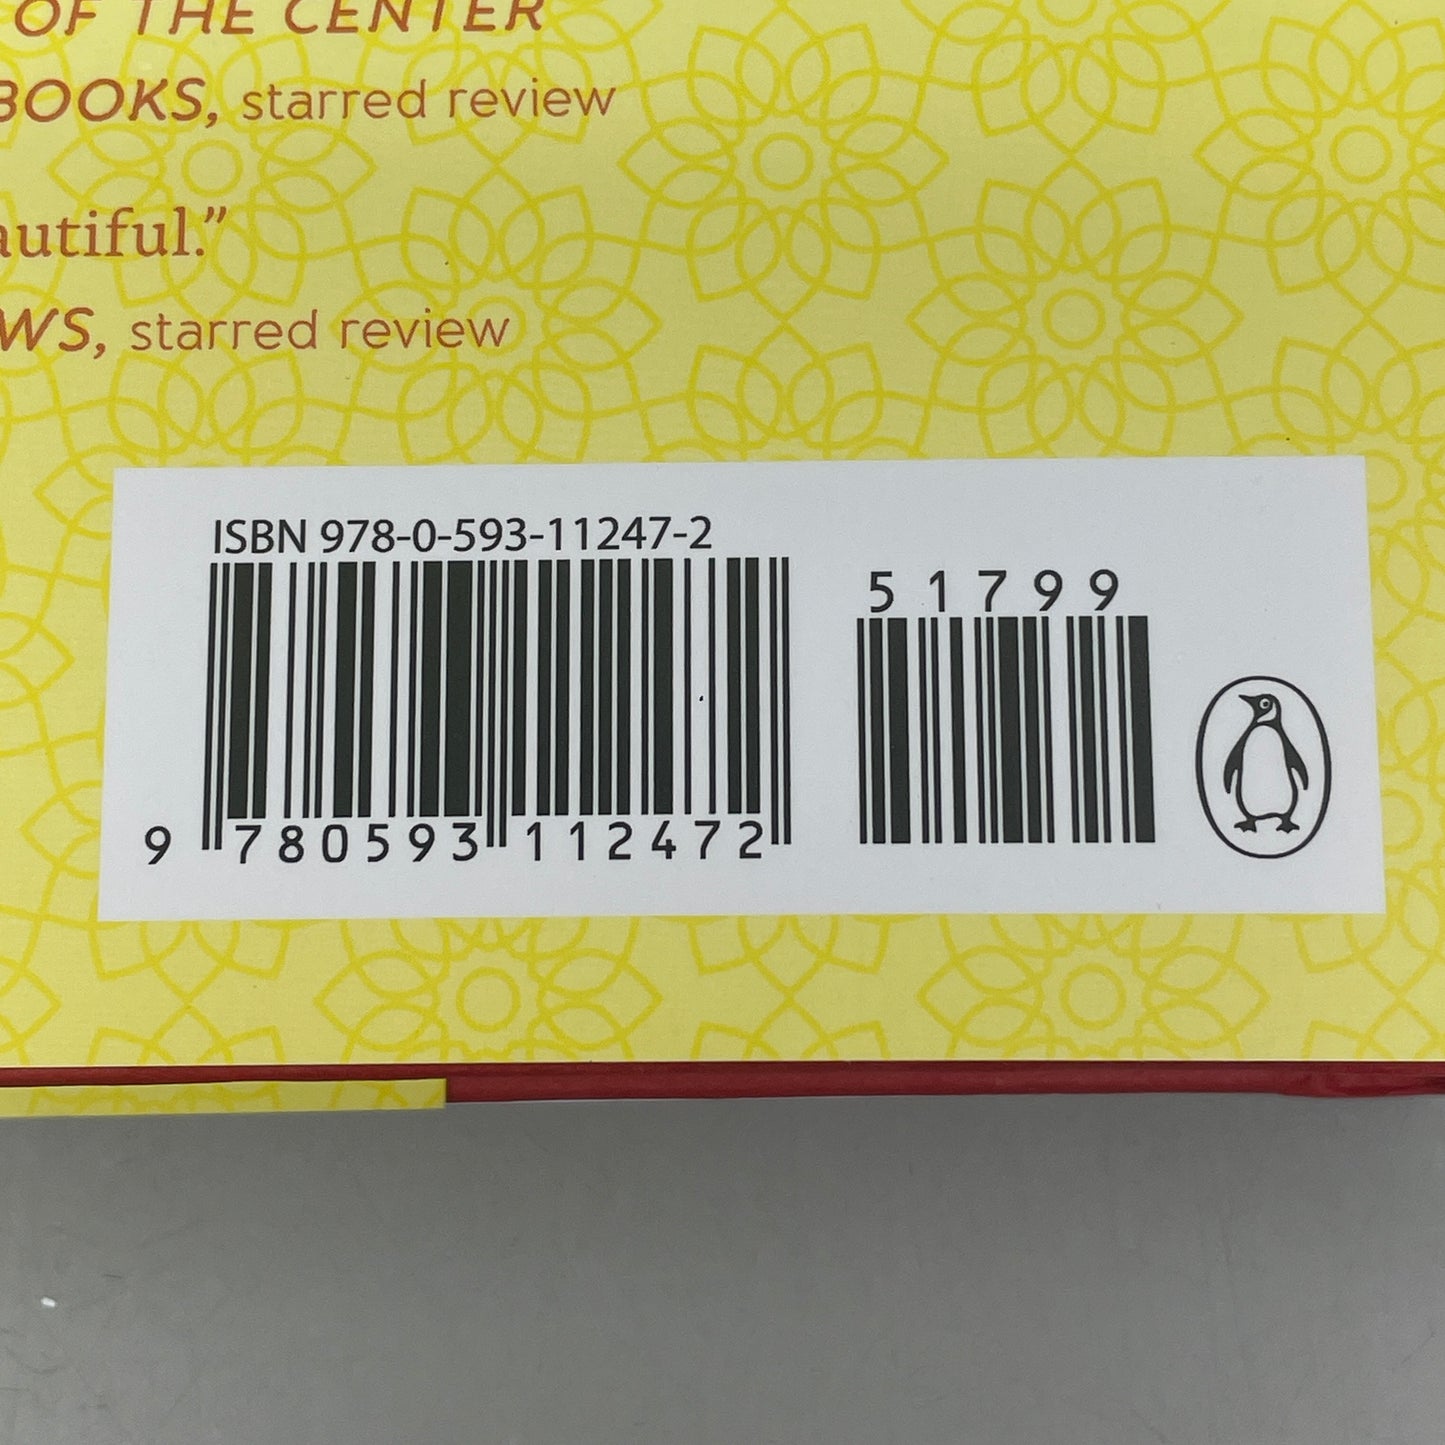 OF THE CENTER
BOOKS, starred review
autiful.”
WS, starred review
ISBN 978-0-593-11247-2
51799
9 780593 112472